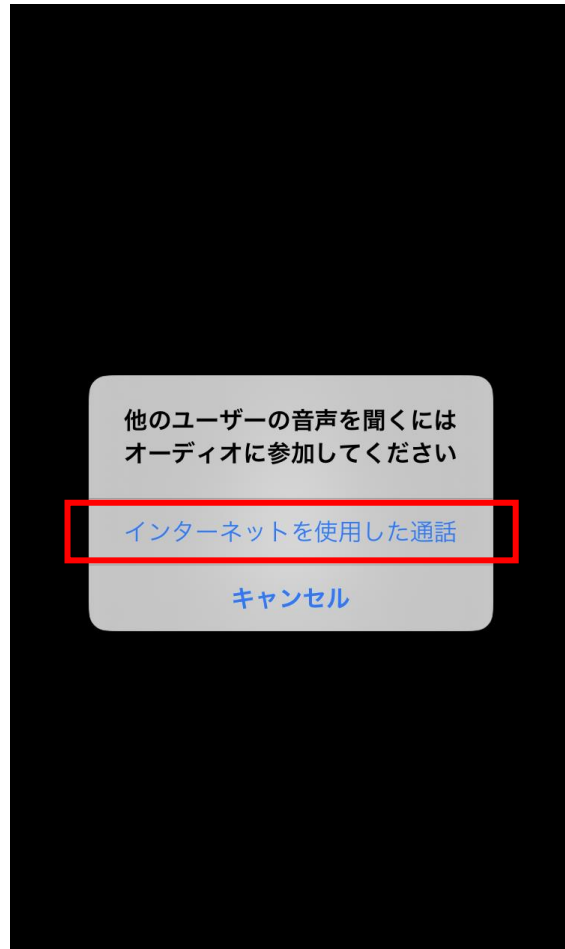 他のユーザーの音声を聞くには
オーディオに参加してください
インターネットを使用した通話
キャンセル